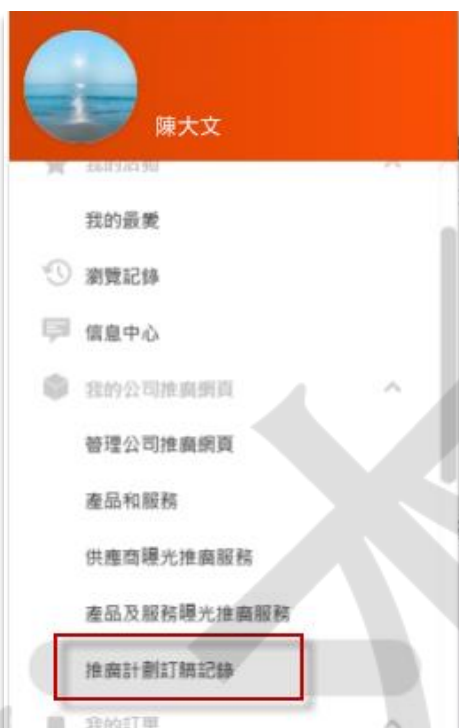 陳大文
我的最愛
瀏覽記錄
信息中心
我的公司推廣網頁
管理公司推廣網頁
產品和服務
供應商曝光推廣服務
產品及服務曝光推廣服務
推廣計劃訂購記錄